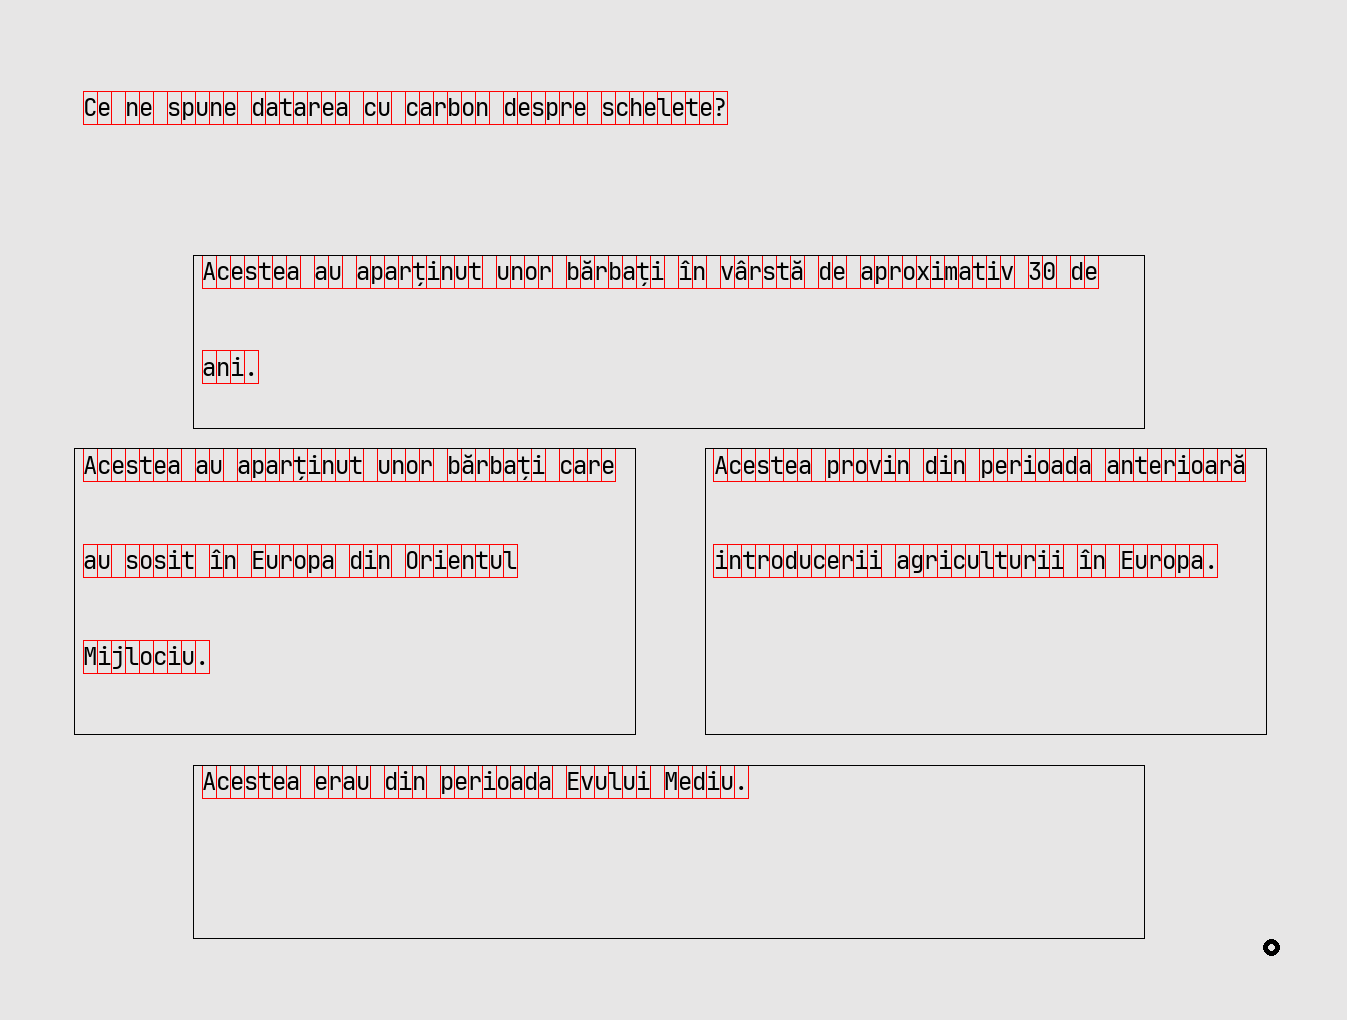 Ce ne spune datarea cu carbon despre schelete?
Acestea au aparținut unor bărbați în vârstă de aproximativ 30 de
ani.
Acestea au aparținut unor bărbați care
au sosit în Europa din Orientul
Mijlociu.
Acestea provin din perioada anterioară
introducerii agriculturii în Europa.
Acestea erau din perioada Evului Mediu.